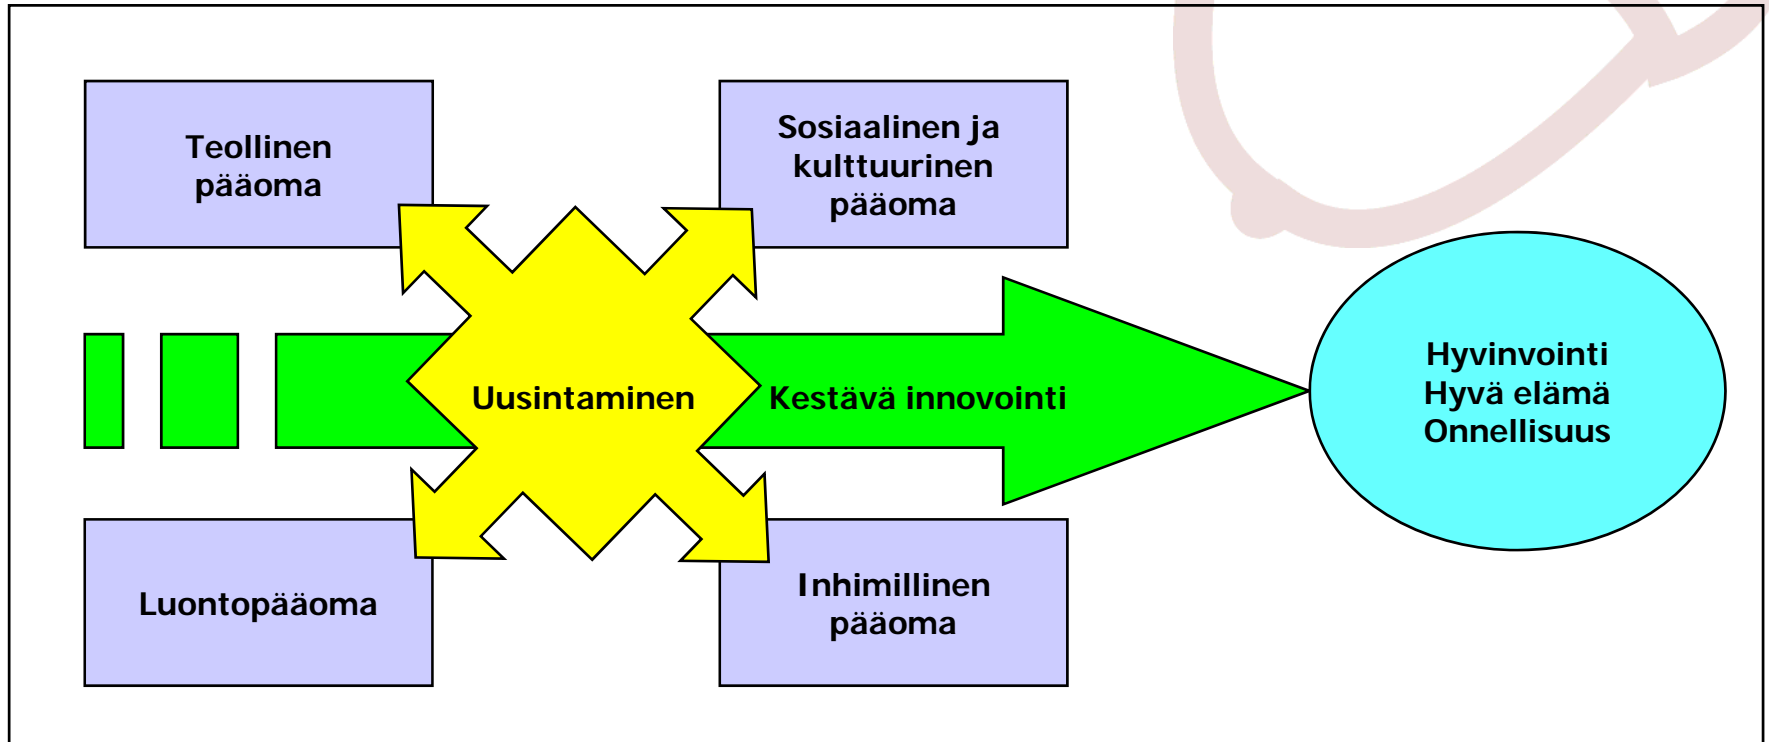 Teollinen
pääoma
Sosiaalinen ja
kulttuurinen
pääoma
Uusintaminen
Kestävä innovointi
Hyvinvointi
Hyvä elämä
Onnellisuus
Luontopääoma
Inhimillinen
pääoma